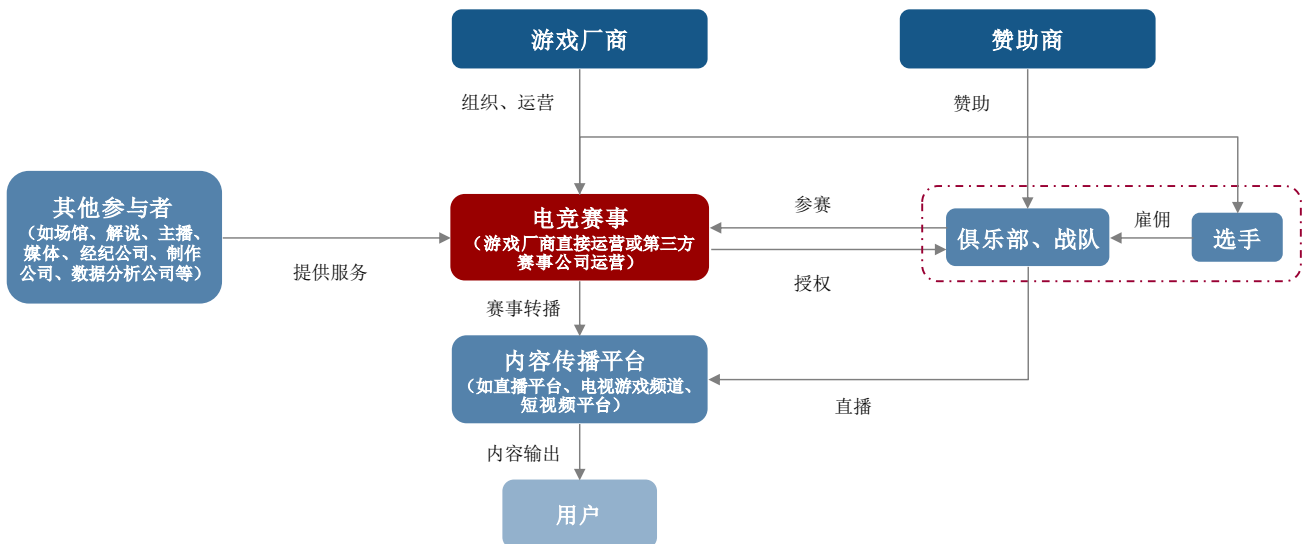 游戏厂商
赞助商
组织、运营
赞助
其他参与者
（如场馆、解说、主播、
媒体、经纪公司、制作
公司、数据分析公司等）
提供服务
电竞赛事
（游戏厂商直接运营或第三方
赛事公司运营）
参赛
授权
俱乐部、战队
雇佣
选手
赛事转播
内容传播平台
（如直播平台、电视游戏频道、
短视频平台）
直播
内容输出
用户